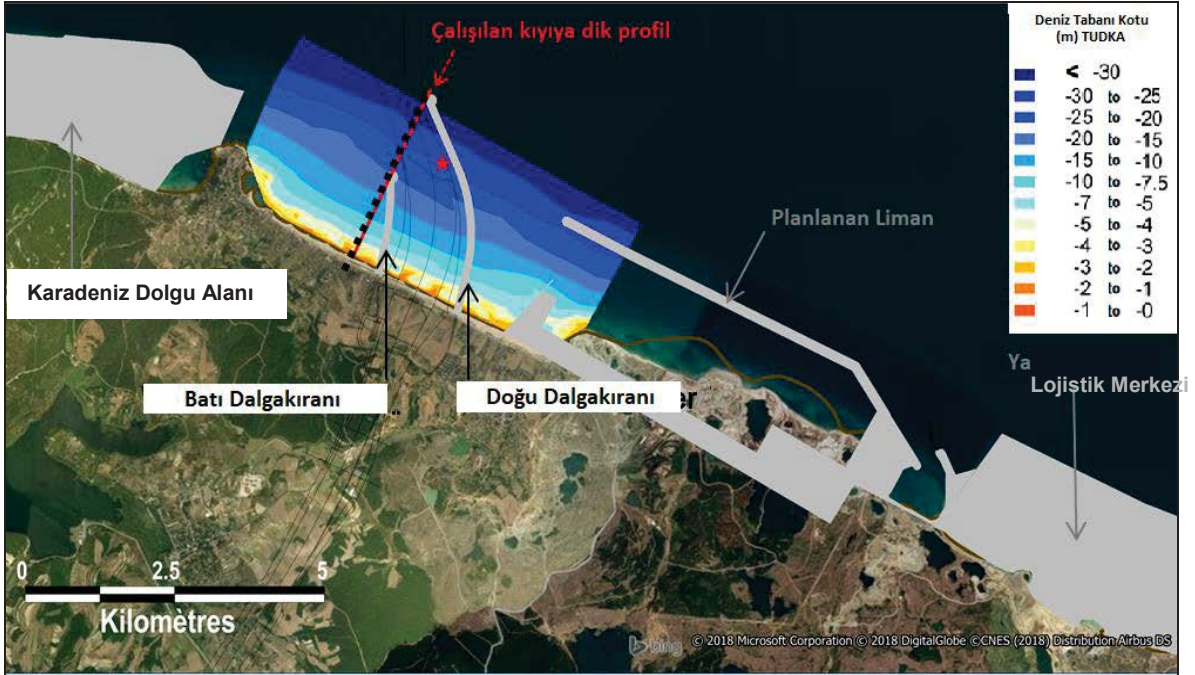 Çalışılan kıyıya dik profil
Deniz Tabanı Kotu
(m) TUDKA
< -30
-30 to -25
-25 to -20
-20 to -15
-15 to -10
-10 to -7.5
-7 to -5
-5 to -4
-4 to -3
-3 to -2
-2 to -1
-1 to -0
Planlanan Liman
Karadeniz Dolgu Alanı
Ya
Lojistik Merkezi
Batı Dalgakıranı
Doğu Dalgakıranı
er
0 2.5 5
Kilomètres
bing
© 2018 Microsoft Corporation © 2018 DigitalGlobe ©CNES (2018) Distribution Airbus DS